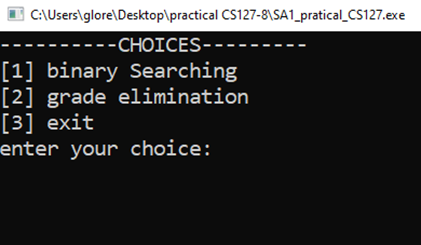 C:\Users\glore\Desktop\practical CS127-8\SA1_pratical_CS127.exe
----------CHOICES---------
[1] binary Searching
[2] grade elimination
[3] exit
enter your choice: